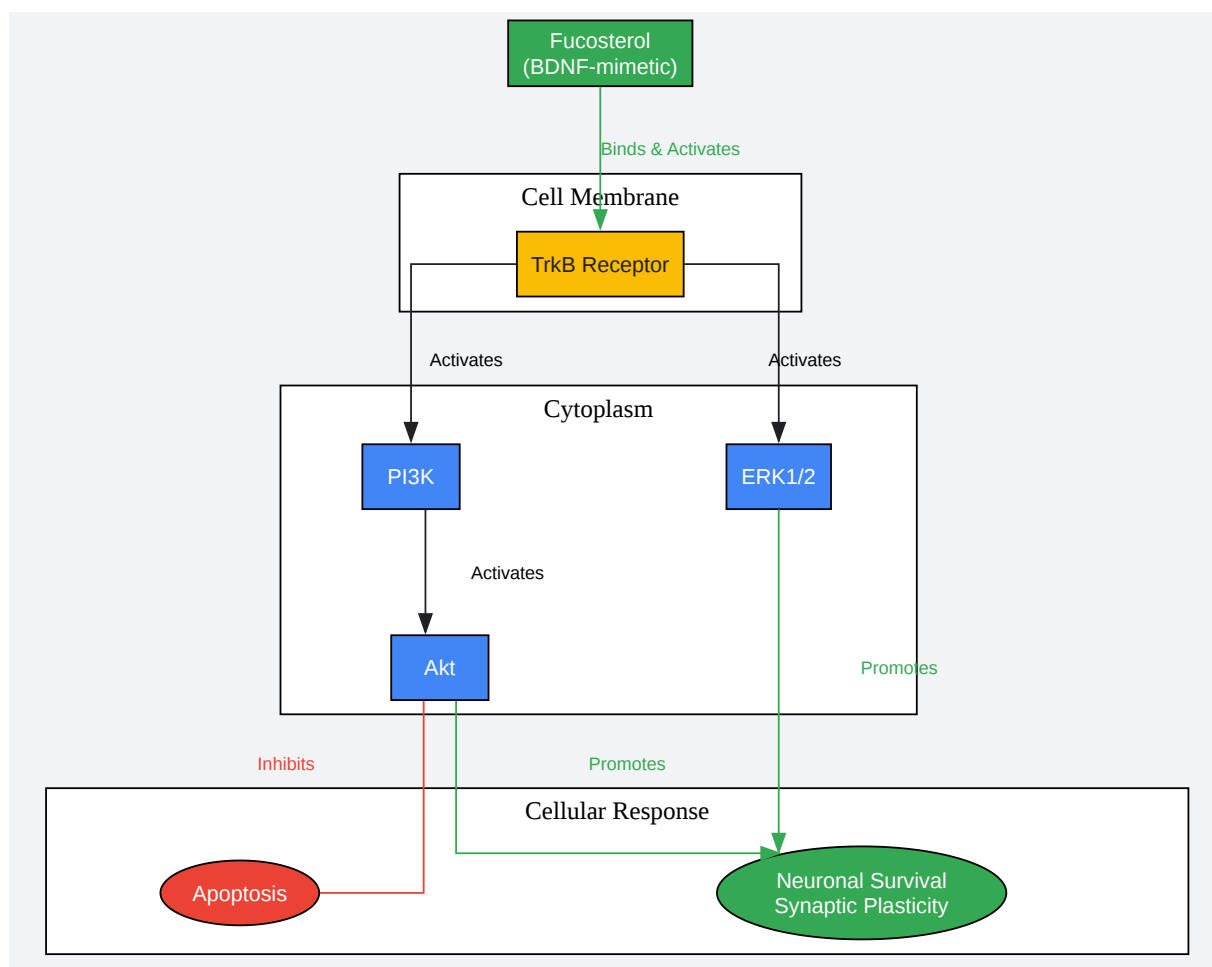 Fucosterol
(BDNF-mimetic)
Binds & Activates
Cell Membrane
TrkB Receptor
Activates
Activates
Cytoplasm
PI3K
ERK1/2
Activates
Akt
Promotes
Inhibits
Promotes
Cellular Response
Apoptosis
Neuronal Survival
Synaptic Plasticity